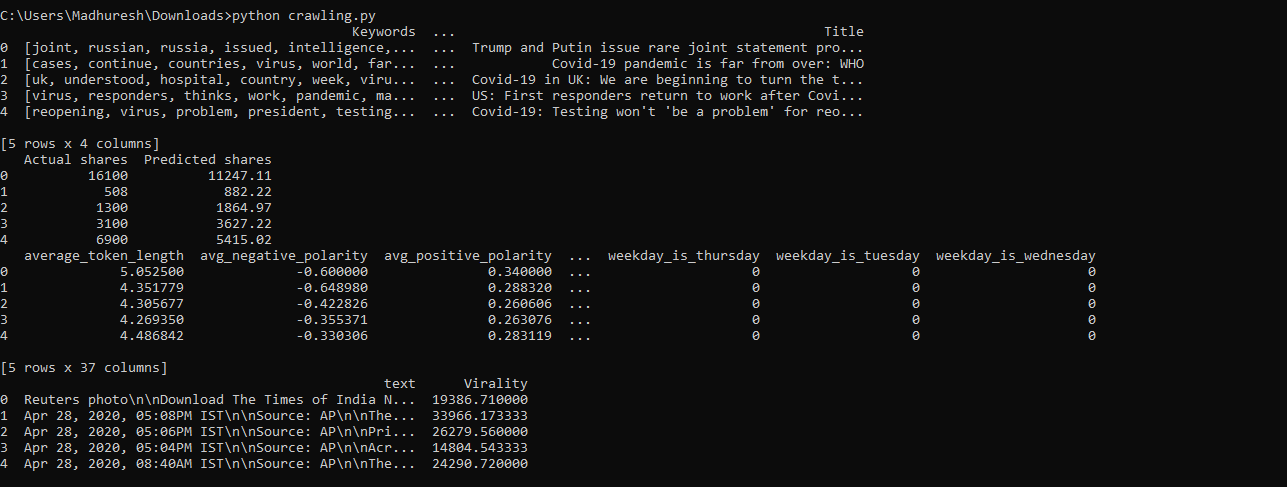 C:\Users\Madhuresh\Downloads>python crawling.py
                                            Keywords  ...                                              Title
0  [joint, russian, russia, issued, intelligence,...  ...  Trump and Putin issue rare joint statement pro...
1  [cases, continue, countries, virus, world, far...  ...            Covid-19 pandemic is far from over: WHO
2  [uk, understood, hospital, country, week, viru...  ...  Covid-19 in UK: We are beginning to turn the t...
3  [virus, responders, thinks, work, pandemic, ma...  ...  US: First responders return to work after Covi...
4  [reopening, virus, problem, president, testing...  ...  Covid-19: Testing won't 'be a problem' for reo...
[5 rows x 4 columns]
   Actual shares  Predicted shares
0          16100          11247.11
1            508            882.22
2           1300           1864.97
3           3100           3627.22
4           6900           5415.02
   average_token_length  avg_negative_polarity  avg_positive_polarity  ...  weekday_is_thursday  weekday_is_tuesday  weekday_is_wednesday
0              5.052500              -0.600000               0.340000  ...                    0                   0                     0
1              4.351779              -0.648980               0.288320  ...                    0                   0                     0
2              4.305677              -0.422826               0.260606  ...                    0                   0                     0
3              4.269350              -0.355371               0.263076  ...                    0                   0                     0
4              4.486842              -0.330306               0.283119  ...                    0                   0                     0
[5 rows x 37 columns]
                                                text      Virality
0  Reuters photo\n\nDownload The Times of India N...  19386.710000
1  Apr 28, 2020, 05:08PM IST\n\nSource: AP\n\nThe...  33966.173333
2  Apr 28, 2020, 05:06PM IST\n\nSource: AP\n\nPri...  26279.560000
3  Apr 28, 2020, 05:04PM IST\n\nSource: AP\n\nAcr...  14804.543333
4  Apr 28, 2020, 08:40AM IST\n\nSource: AP\n\nThe...  24290.720000